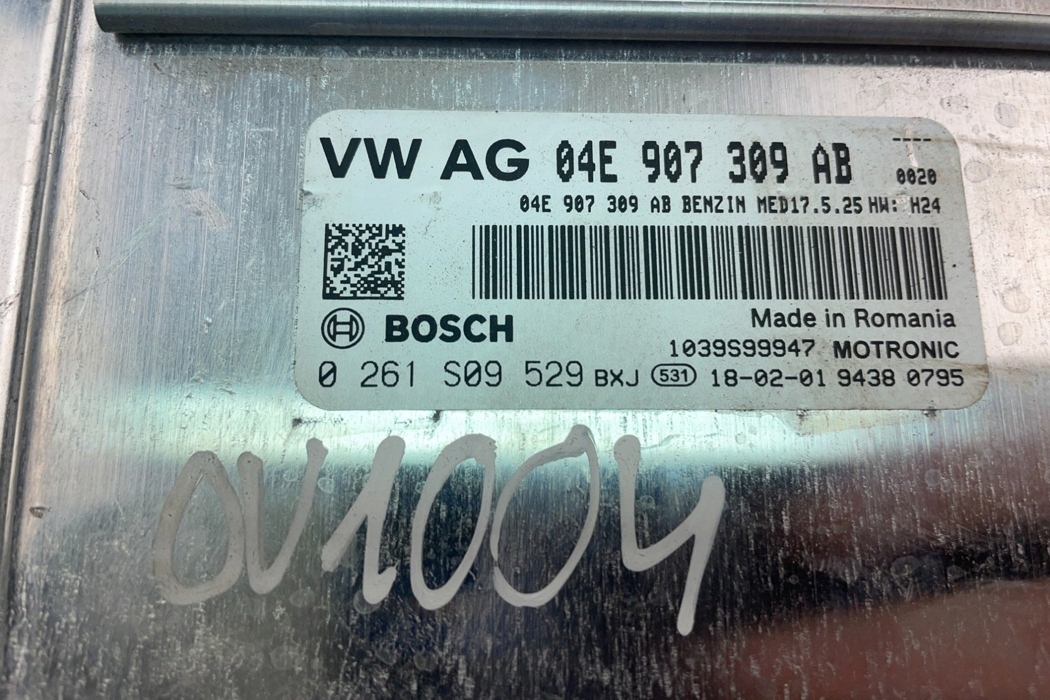 VW AG 04E 907 309 AB
----
0020
04E 907 309 AB BENZIN MED17.5.25 HW: H24
BOSCH
Made in Romania
1039S99947 MOTRONIC
0 261 S09 529 BXJ 531 18-02-01 9438 0795
OV1004